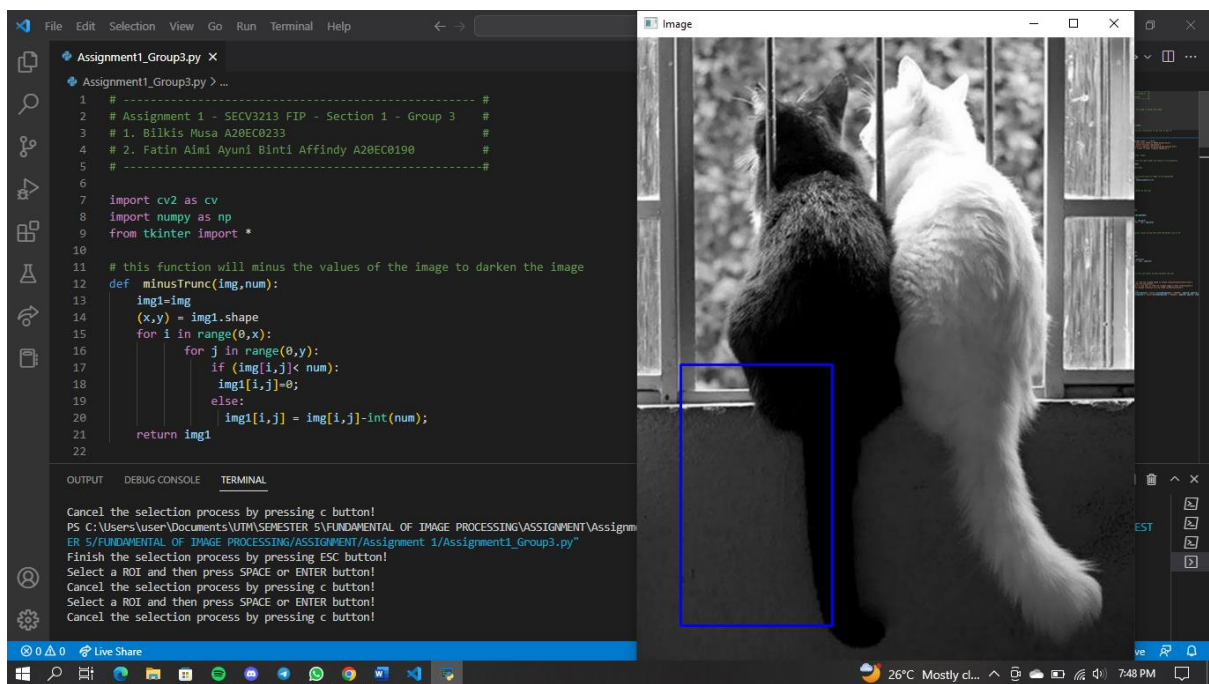 File Edit Selection View Go Run Terminal Help
Image
Assignment1_Group3.py
Assignment1_Group3.py > ...
1 # ---------------------------------------------------- #
2 # Assignment 1 - SECV3213 FIP - Section 1 - Group 3 #
3 # 1. Bilkis Musa A20EC0233 #
4 # 2. Fatin Aimi Ayuni Binti Affindy A20EC0190 #
5 # -----------------------------------------------------#
6
7 import cv2 as cv
8 import numpy as np
9 from tkinter import *
10
11 # this function will minus the values of the image to darken the image
12 def minusTrunc(img,num):
13 img1=img
14 (x,y) = img1.shape
15 for i in range(0,x):
16 for j in range(0,y):
17 if (img[i,j]< num):
18 img1[i,j]=0;
19 else:
20 img1[i,j] = img[i,j]-int(num);
21 return img1
22
OUTPUT DEBUG CONSOLE TERMINAL
Cancel the selection process by pressing c button!
PS C:\Users\user\Documents\UTM\SEMESTER 5\FUNDAMENTAL OF IMAGE PROCESSING\ASSIGNMENT\Assignm EST
ER 5/FUNDAMENTAL OF IMAGE PROCESSING/ASSIGNMENT/Assignment 1/Assignment1_Group3.py"
Finish the selection process by pressing ESC button!
Select a ROI and then press SPACE or ENTER button!
Cancel the selection process by pressing c button!
Select a ROI and then press SPACE or ENTER button!
Cancel the selection process by pressing c button!
0 0 Live Share ve
26°C Mostly cl... 7:48 PM